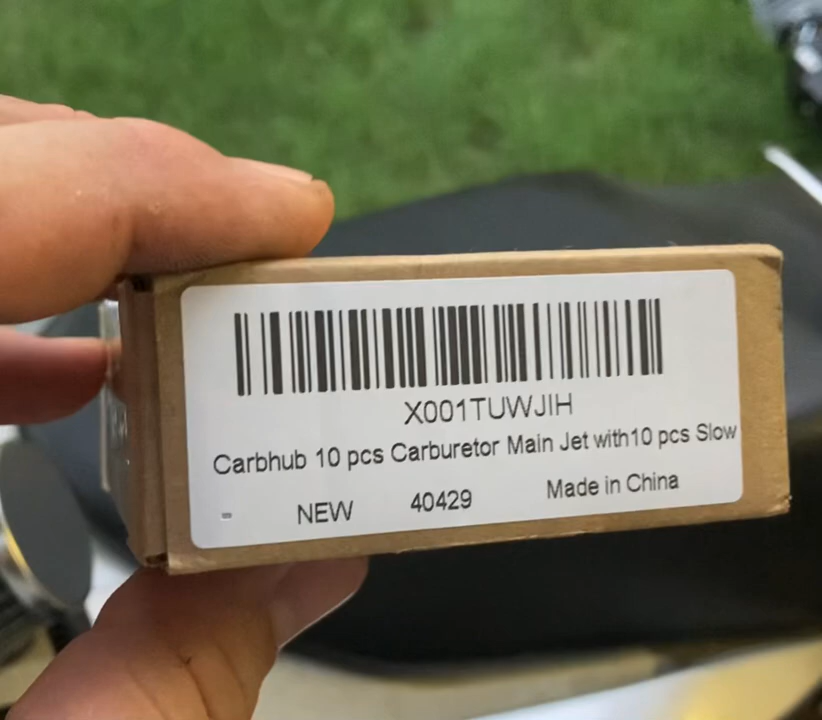 X001TUWJIH
Carbhub 10 pcs Carburetor Main Jet with10 pcs Slow
NEW 40429 Made in China